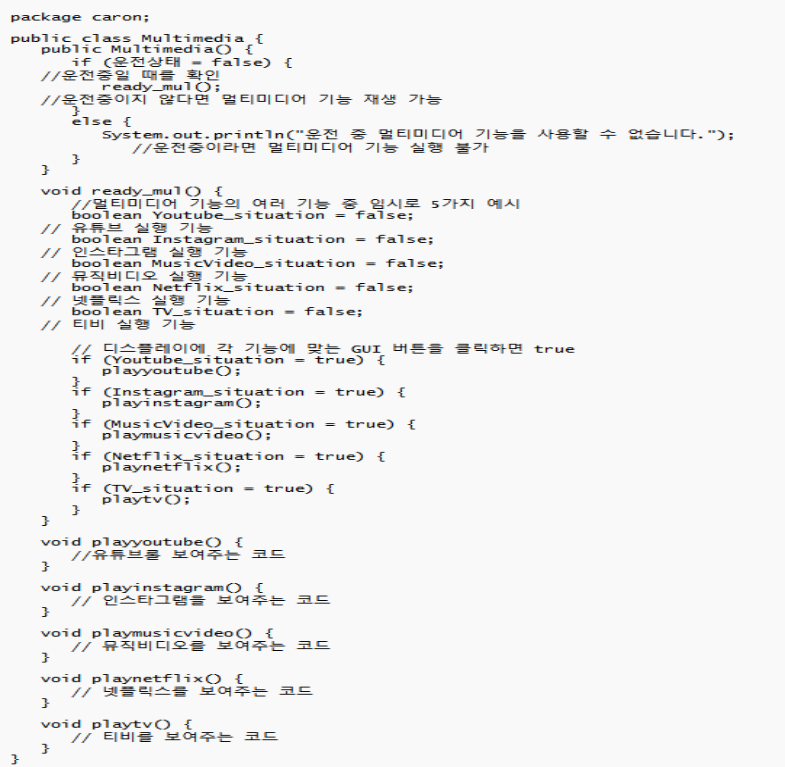 package caron;
public class Multimedia {
public Multimedia() {
if (운전상태 = false) {
//운전중일 때를 확인
ready_mul();
//운전중이지 않다면 멀티미디어 기능 재생 가능
}
else {
System.out.println("운전 중 멀티미디어 기능을 사용할 수 없습니다.");
//운전중이라면 멀티미디어 기능 실행 불가
}
}
void ready_mul() {
//멀티미디어 기능의 여러 기능 중 임시로 5가지 예시
boolean Youtube_situation = false;
// 유튜브 실행 기능
boolean Instagram_situation = false;
// 인스타그램 실행 기능
boolean MusicVideo_situation = false;
// 뮤직비디오 실행 기능
boolean Netflix_situation = false;
// 넷플릭스 실행 기능
boolean TV_situation = false;
// 티비 실행 기능
// 디스플레이에 각 기능에 맞는 GUI 버튼을 클릭하면 true
if (Youtube_situation = true) {
playyoutube();
}
if (Instagram_situation = true) {
playinstagram();
}
if (MusicVideo_situation = true) {
playmusicvideo();
}
if (Netflix_situation = true) {
playnetflix();
}
if (TV_situation = true) {
playtv();
}
}
void playyoutube() {
//유튜브를 보여주는 코드
}
void playinstagram() {
// 인스타그램을 보여주는 코드
}
void playmusicvideo() {
// 뮤직비디오를 보여주는 코드
}
void playnetflix() {
// 넷플릭스를 보여주는 코드
}
void playtv() {
// 티비를 보여주는 코드
}
}